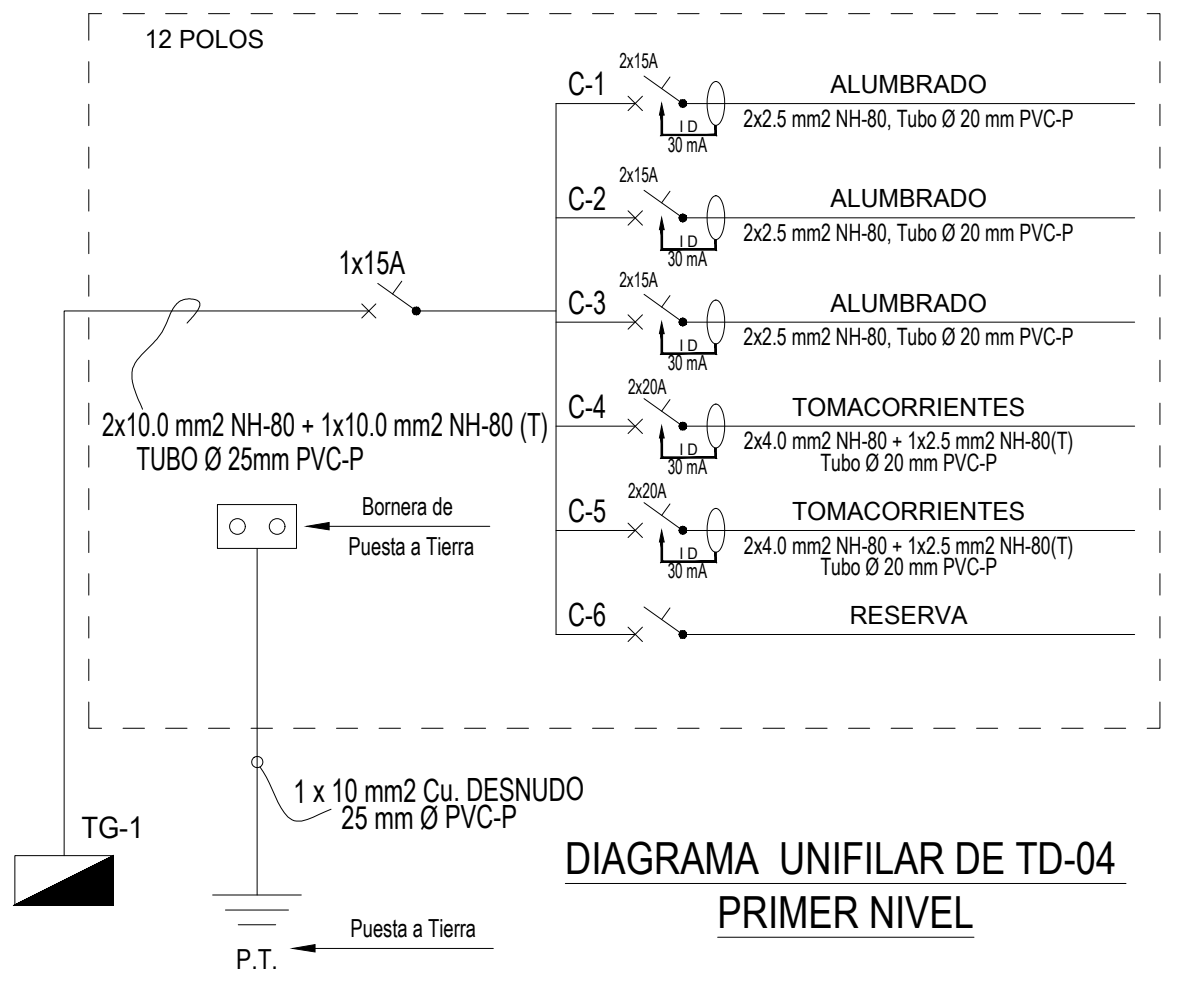 12 POLOS
2x15A
C-1
ALUMBRADO
I D
30 mA
2x2.5 mm2 NH-80, Tubo Ø 20 mm PVC-P
2x15A
C-2
ALUMBRADO
I D
30 mA
2x2.5 mm2 NH-80, Tubo Ø 20 mm PVC-P
1x15A
2x15A
C-3
ALUMBRADO
I D
30 mA
2x2.5 mm2 NH-80, Tubo Ø 20 mm PVC-P
2x10.0 mm2 NH-80 + 1x10.0 mm2 NH-80 (T)
TUBO Ø 25mm PVC-P
2x20A
C-4
TOMACORRIENTES
I D
30 mA
2x4.0 mm2 NH-80 + 1x2.5 mm2 NH-80(T)
Tubo Ø 20 mm PVC-P
Bornera de
Puesta a Tierra
2x20A
C-5
TOMACORRIENTES
I D
30 mA
2x4.0 mm2 NH-80 + 1x2.5 mm2 NH-80(T)
Tubo Ø 20 mm PVC-P
C-6
RESERVA
1 x 10 mm2 Cu. DESNUDO
25 mm Ø PVC-P
TG-1
Puesta a Tierra
P.T.
DIAGRAMA UNIFILAR DE TD-04
PRIMER NIVEL